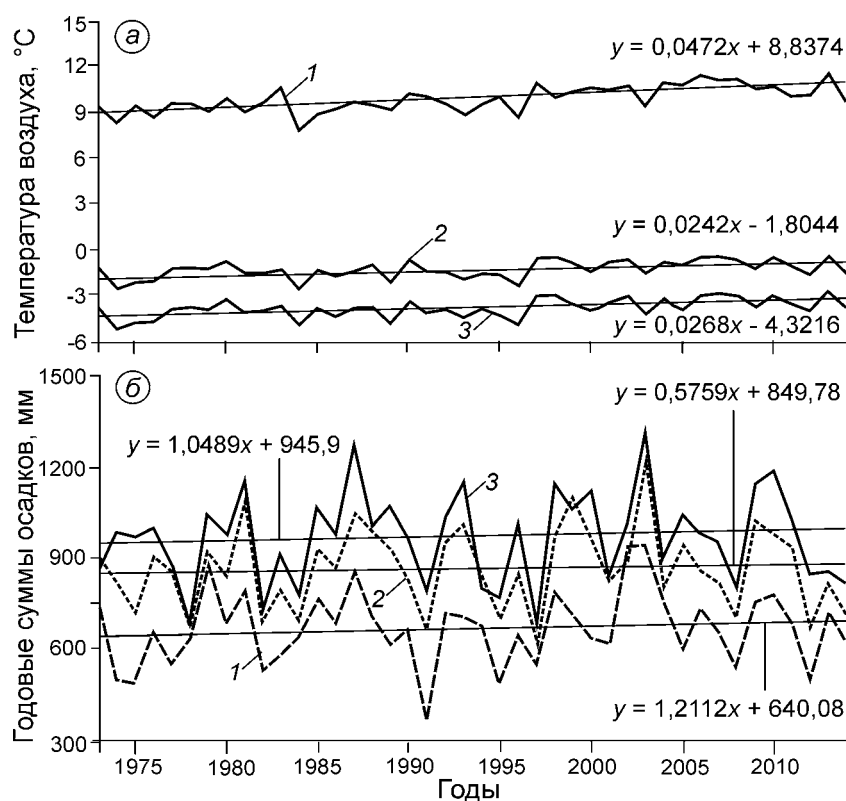 Температура воздуха, °C
15
12
9
6
3
0
-3
-6
а
1
y = 0,0472x + 8,8374
2
y = 0,0242x - 1,8044
3
y = 0,0268x - 4,3216
Годовые суммы осадков, мм
1500
1200
900
600
300
б
y = 0,5759x + 849,78
y = 1,0489x + 945,9
3
2
1
y = 1,2112x + 640,08
1975 1980 1985 1990 1995 2000 2005 2010
Годы